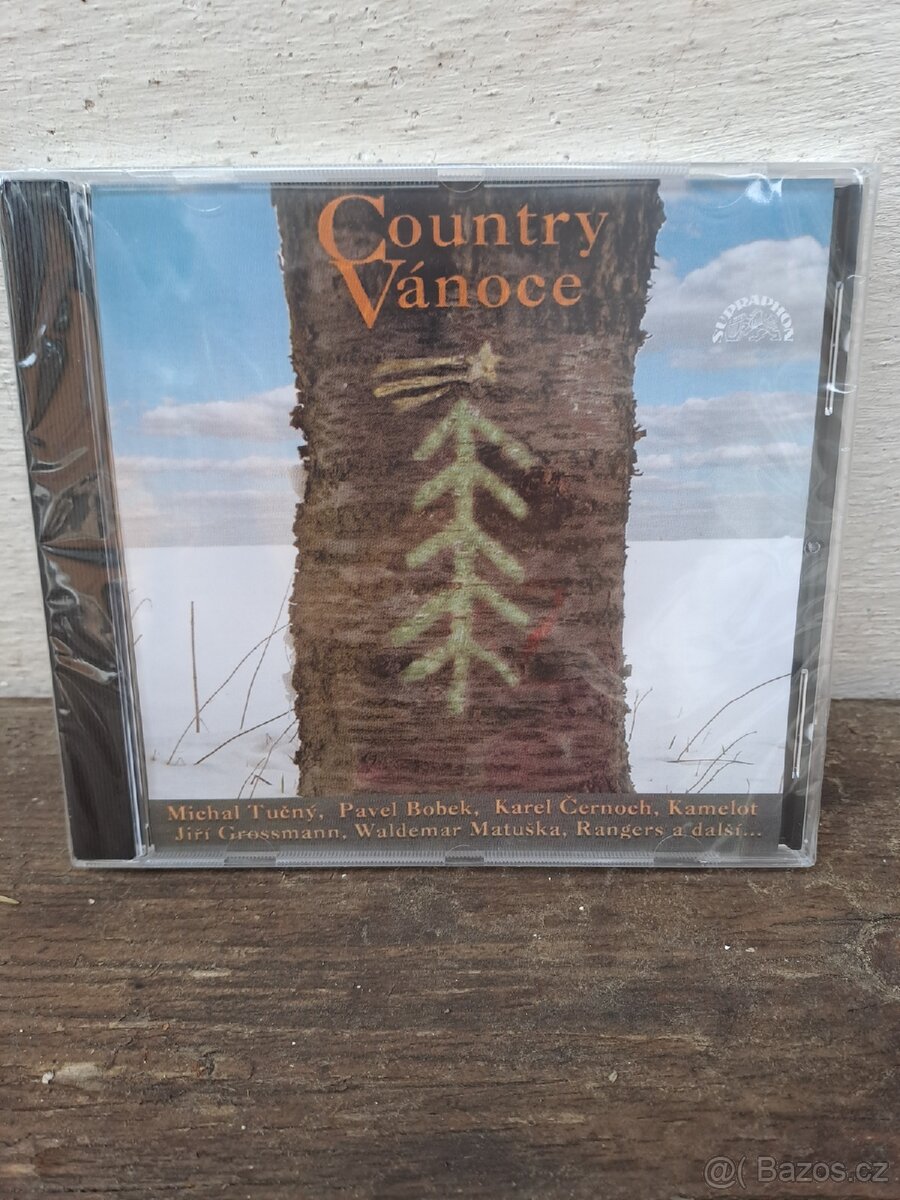 Country
Vánoce
SUPRAPHON
Michal Tučný, Pavel Bobek, Karel Černoch, Kamelot
Jiří Grossmann, Waldemar Matuška, Rangers a další...
@( Bazos.cz